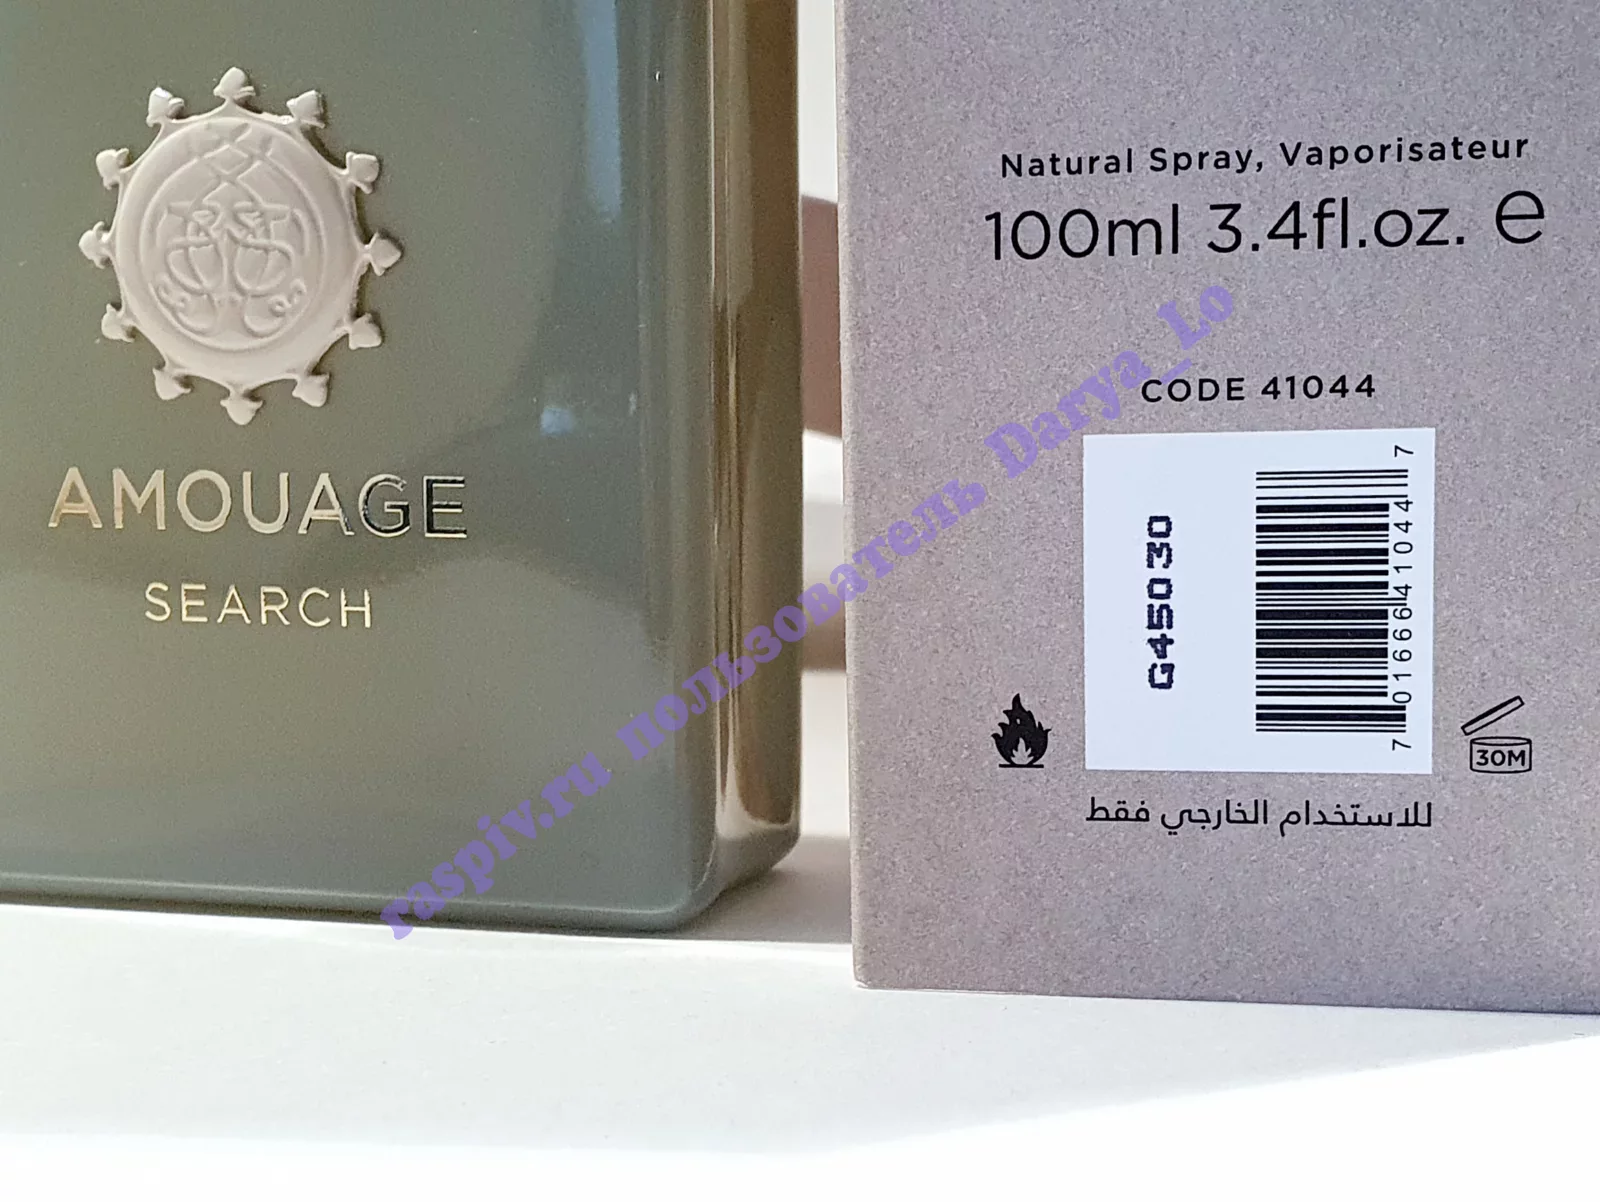 AMOUAGE
SEARCH
Natural Spray, Vaporisateur
100ml 3.4fl.oz. e
CODE 41044
G45030
7 01666 41044 7
30M
للاستخدام الخارجي فقط
raspiv.ru пользователь Darya_Lo